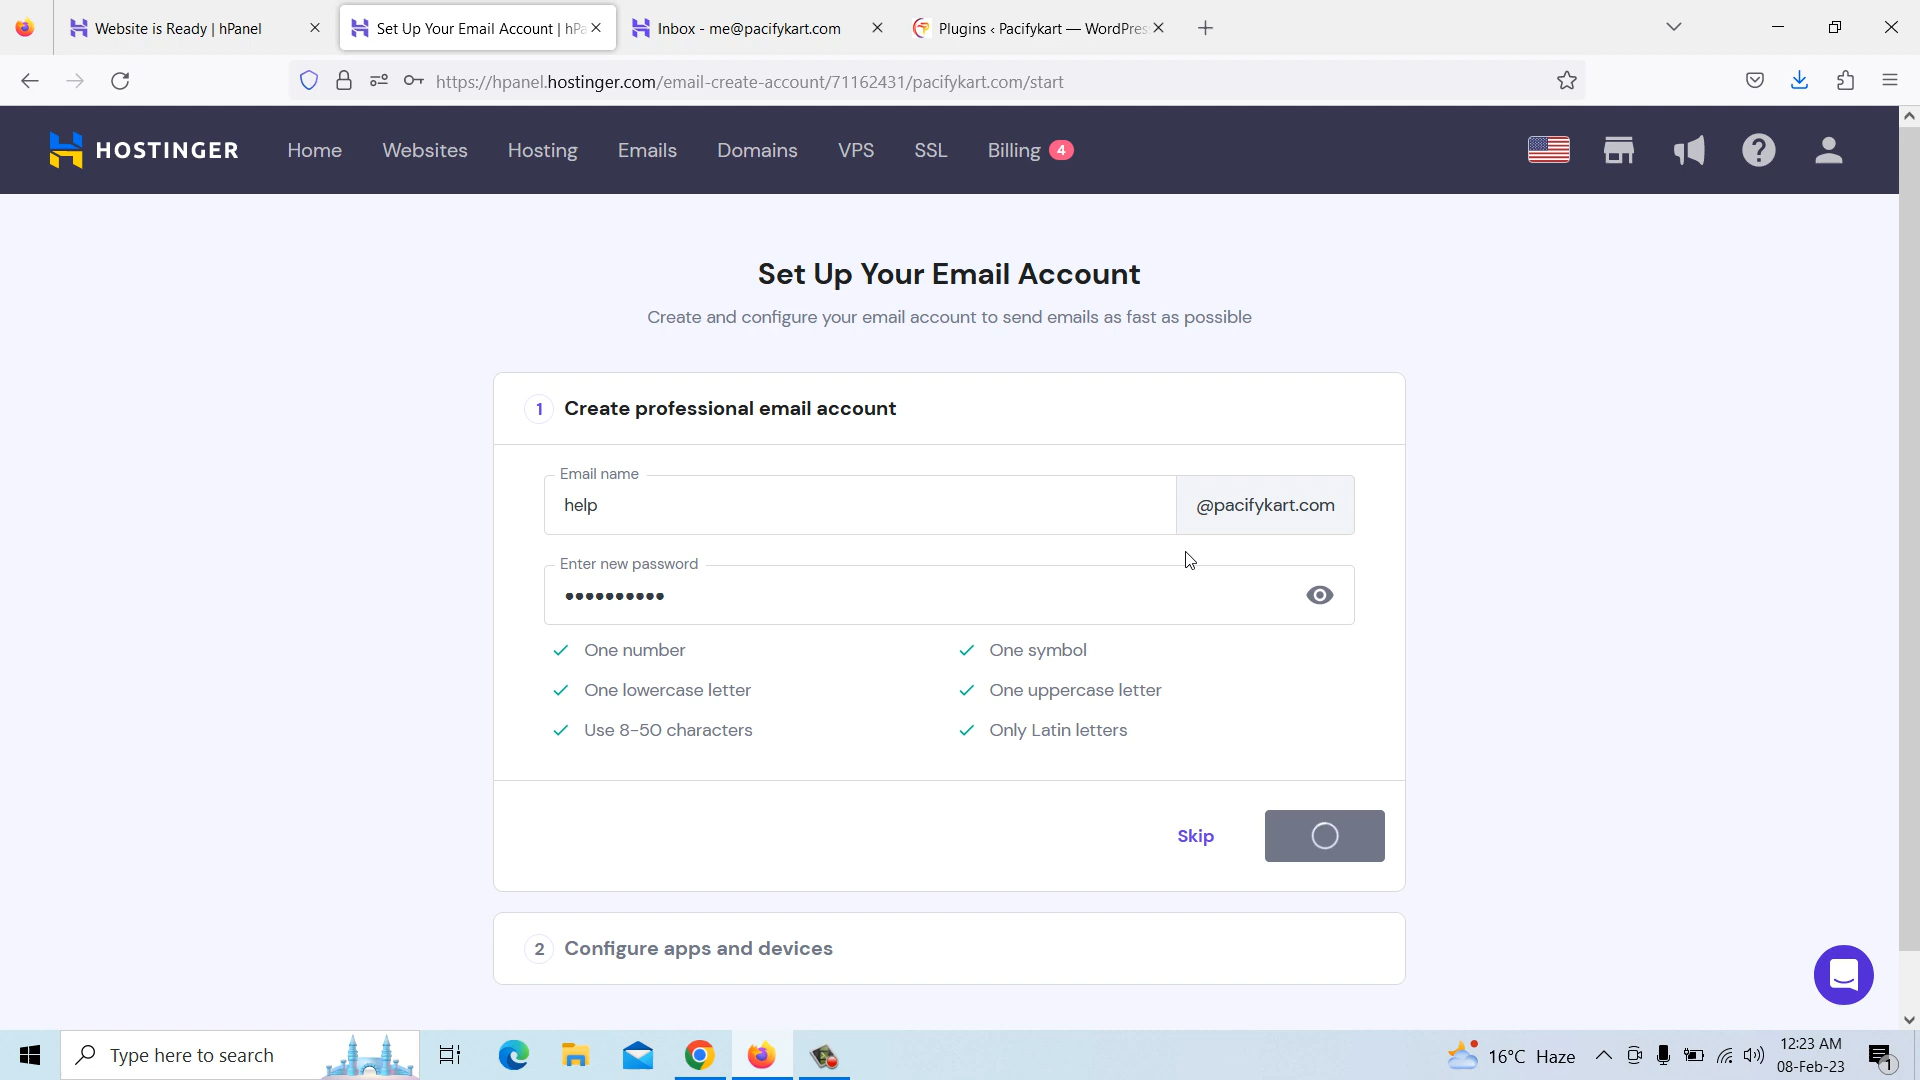 Website is Ready | hPanel
Set Up Your Email Account | hPa
Inbox - me@pacifykart.com
Plugins ‹ Pacifykart — WordPres
https://hpanel.hostinger.com/email-create-account/71162431/pacifykart.com/start
HOSTINGER
Home
Websites
Hosting
Emails
Domains
VPS
SSL
Billing
4
Set Up Your Email Account
Create and configure your email account to send emails as fast as possible
1 Create professional email account
Email name
help
@pacifykart.com
Enter new password
One number
One symbol
One lowercase letter
One uppercase letter
Use 8-50 characters
Only Latin letters
Skip
2 Configure apps and devices
Type here to search
16°C Haze
12:23 AM
08-Feb-23
1